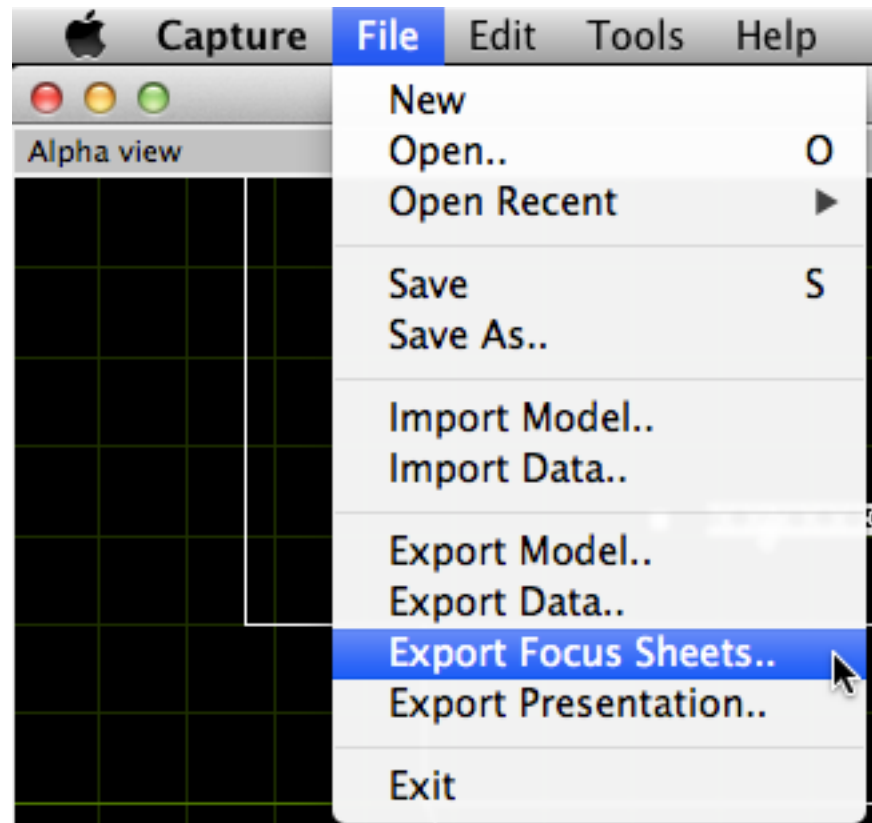 Capture File Edit Tools Help
Alpha view
New
Open.. O
Open Recent
Save S
Save As..
Import Model..
Import Data..
Export Model..
Export Data..
Export Focus Sheets..
Export Presentation..
Exit